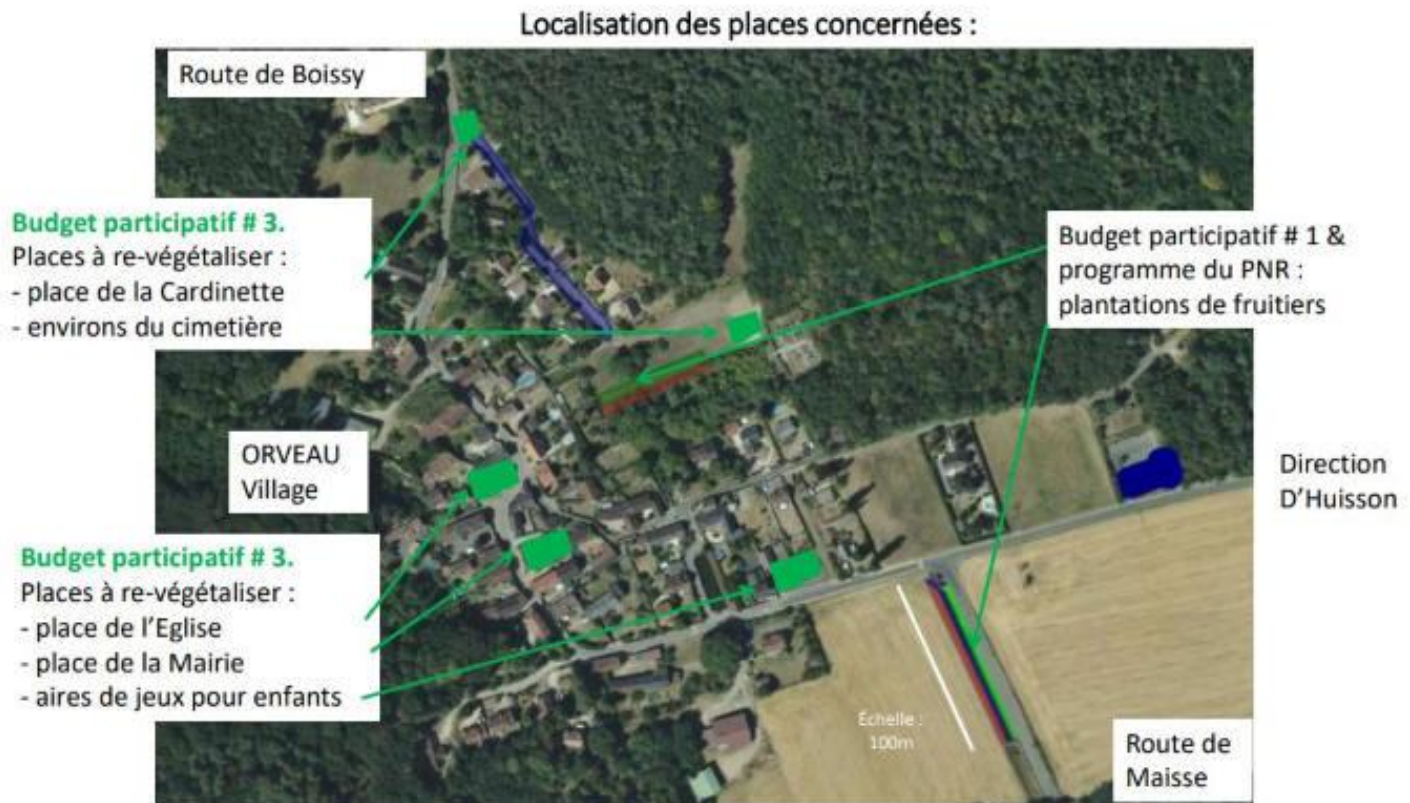 Localisation des places concernées :
Route de Boissy
Budget participatif # 3.
Places à re-végétaliser :
- place de la Cardinette
- environs du cimetière
Budget participatif # 1 &
programme du PNR :
plantations de fruitiers
ORVEAU
Village
Direction
D'Huisson
Budget participatif # 3.
Places à re-végétaliser :
- place de l'Eglise
- place de la Mairie
- aires de jeux pour enfants
Échelle :
100m
Route de
Maisse